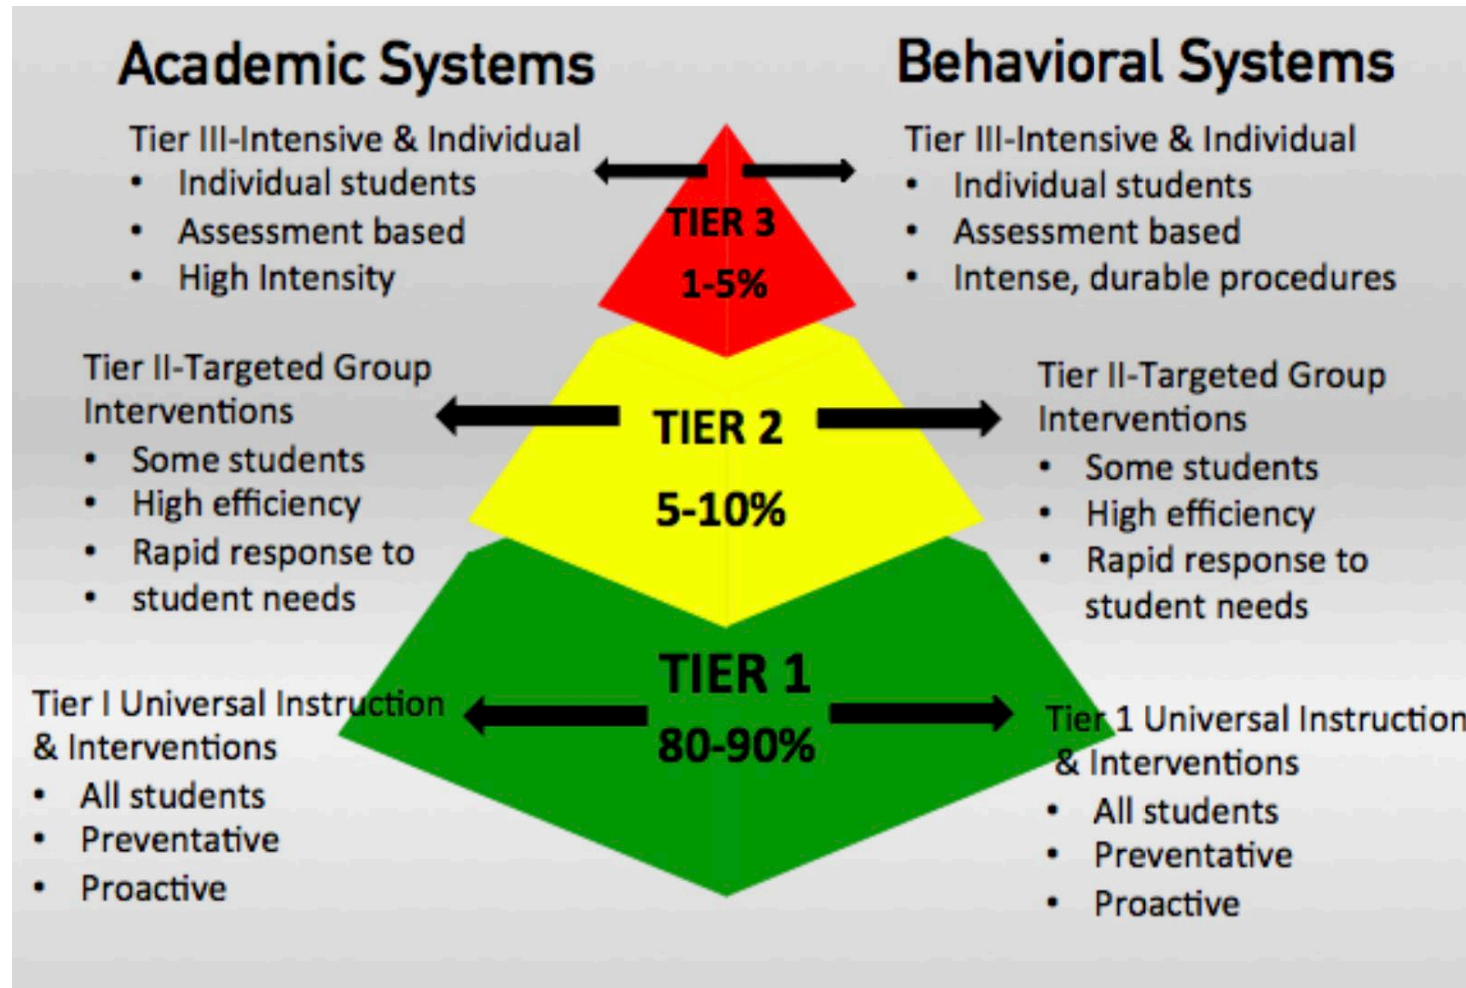 Academic Systems
Tier III-Intensive & Individual
• Individual students
• Assessment based
• High Intensity
Tier II-Targeted Group
Interventions
• Some students
• High efficiency
• Rapid response to
• student needs
Tier I Universal Instruction
& Interventions
• All students
• Preventative
• Proactive
TIER 3
1-5%
TIER 2
5-10%
TIER 1
80-90%
Behavioral Systems
Tier III-Intensive & Individual
• Individual students
• Assessment based
• Intense, durable procedures
Tier II-Targeted Group
Interventions
• Some students
• High efficiency
• Rapid response to
student needs
Tier 1 Universal Instruction
& Interventions
• All students
• Preventative
• Proactive